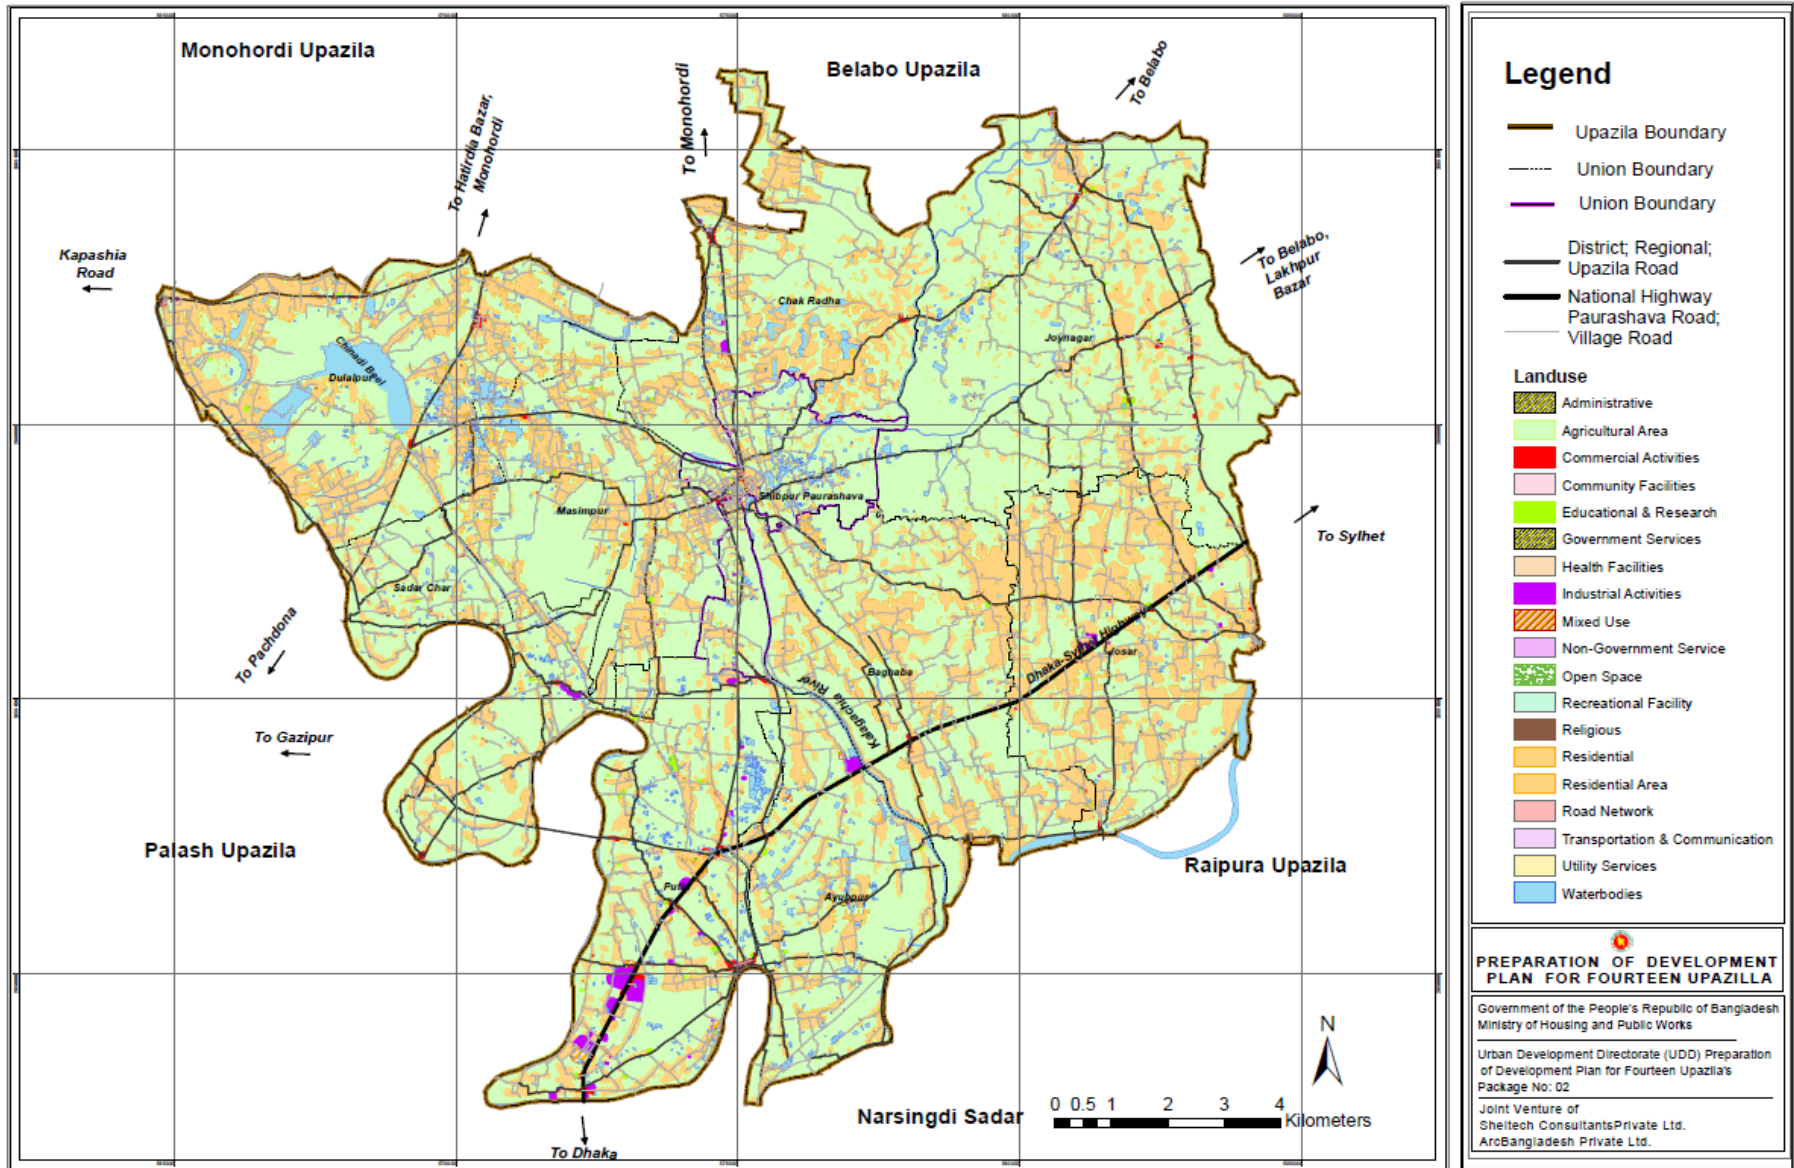 Monohordi Upazila
Belabo Upazila
To Hatirdia Bazar,
Monohordi
To Monohordi
To Belabo
Kapashia
Road
To Belabo,
Lakhpur
Bazar
Chak Radha
Joynagar
Chinadi Beel
Dulalpur
Shibpur Paurashava
Masimpur
To Sylhet
Sadar Char
To Pachdona
Dhaka-Sylhet Highway
Josar
Baghaba
Kalagachia River
To Gazipur
Palash Upazila
Raipura Upazila
Ayubpur
Narsingdi Sadar
To Dhaka
N
0 0.5 1 2 3 4
Kilometers
Legend
Upazila Boundary
Union Boundary
Union Boundary
District; Regional;
Upazila Road
National Highway
Paurashava Road;
Village Road
Landuse
Administrative
Agricultural Area
Commercial Activities
Community Facilities
Educational & Research
Government Services
Health Facilities
Industrial Activities
Mixed Use
Non-Government Service
Open Space
Recreational Facility
Religious
Residential
Residential Area
Road Network
Transportation & Communication
Utility Services
Waterbodies
PREPARATION OF DEVELOPMENT
PLAN FOR FOURTEEN UPAZILLA
Government of the People's Republic of Bangladesh
Ministry of Housing and Public Works
Urban Development Directorate (UDD) Preparation
of Development Plan for Fourteen Upazila's
Package No: 02
Joint Venture of
Sheltech ConsultantsPrivate Ltd.
ArcBangladesh Private Ltd.